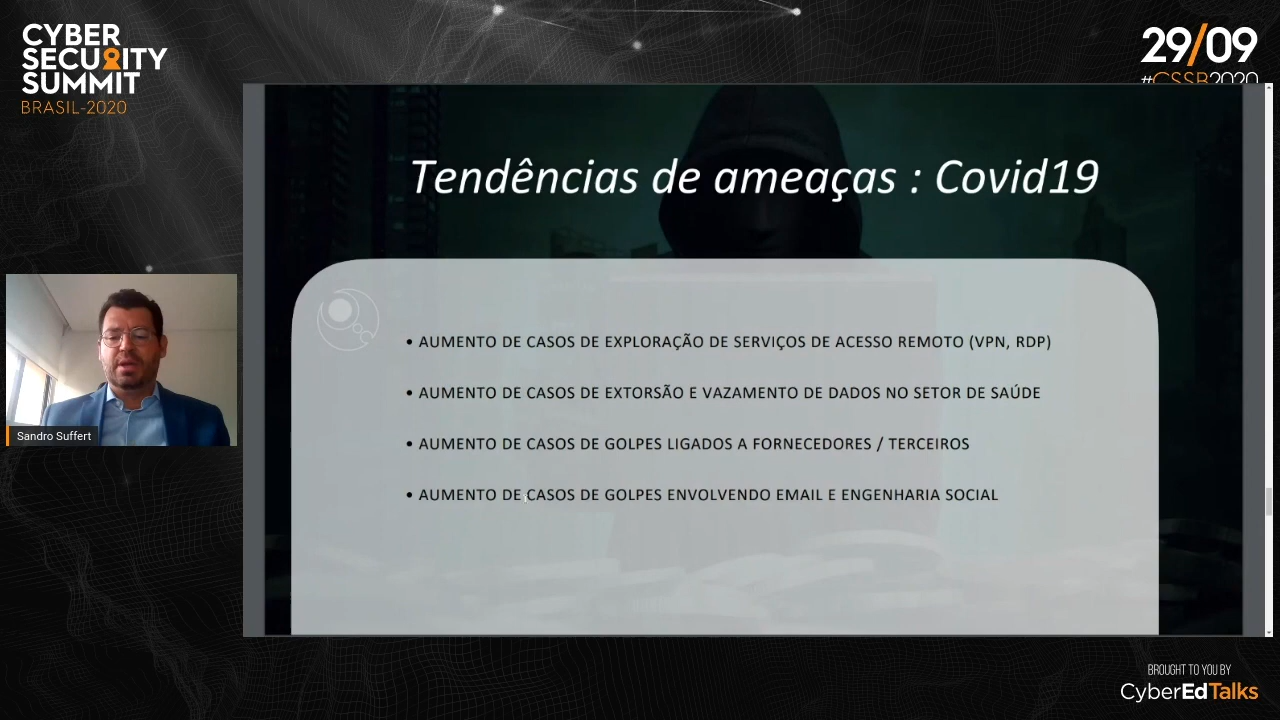 CYBER
SECURITY
SUMMIT
BRASIL-2020
29/09
#CSSB2020
Tendências de ameaças : Covid19
• AUMENTO DE CASOS DE EXPLORAÇÃO DE SERVIÇOS DE ACESSO REMOTO (VPN, RDP)
• AUMENTO DE CASOS DE EXTORSÃO E VAZAMENTO DE DADOS NO SETOR DE SAÚDE
• AUMENTO DE CASOS DE GOLPES LIGADOS A FORNECEDORES / TERCEIROS
• AUMENTO DE CASOS DE GOLPES ENVOLVENDO EMAIL E ENGENHARIA SOCIAL
Sandro Suffert
BROUGHT TO YOU BY
CyberEdTalks